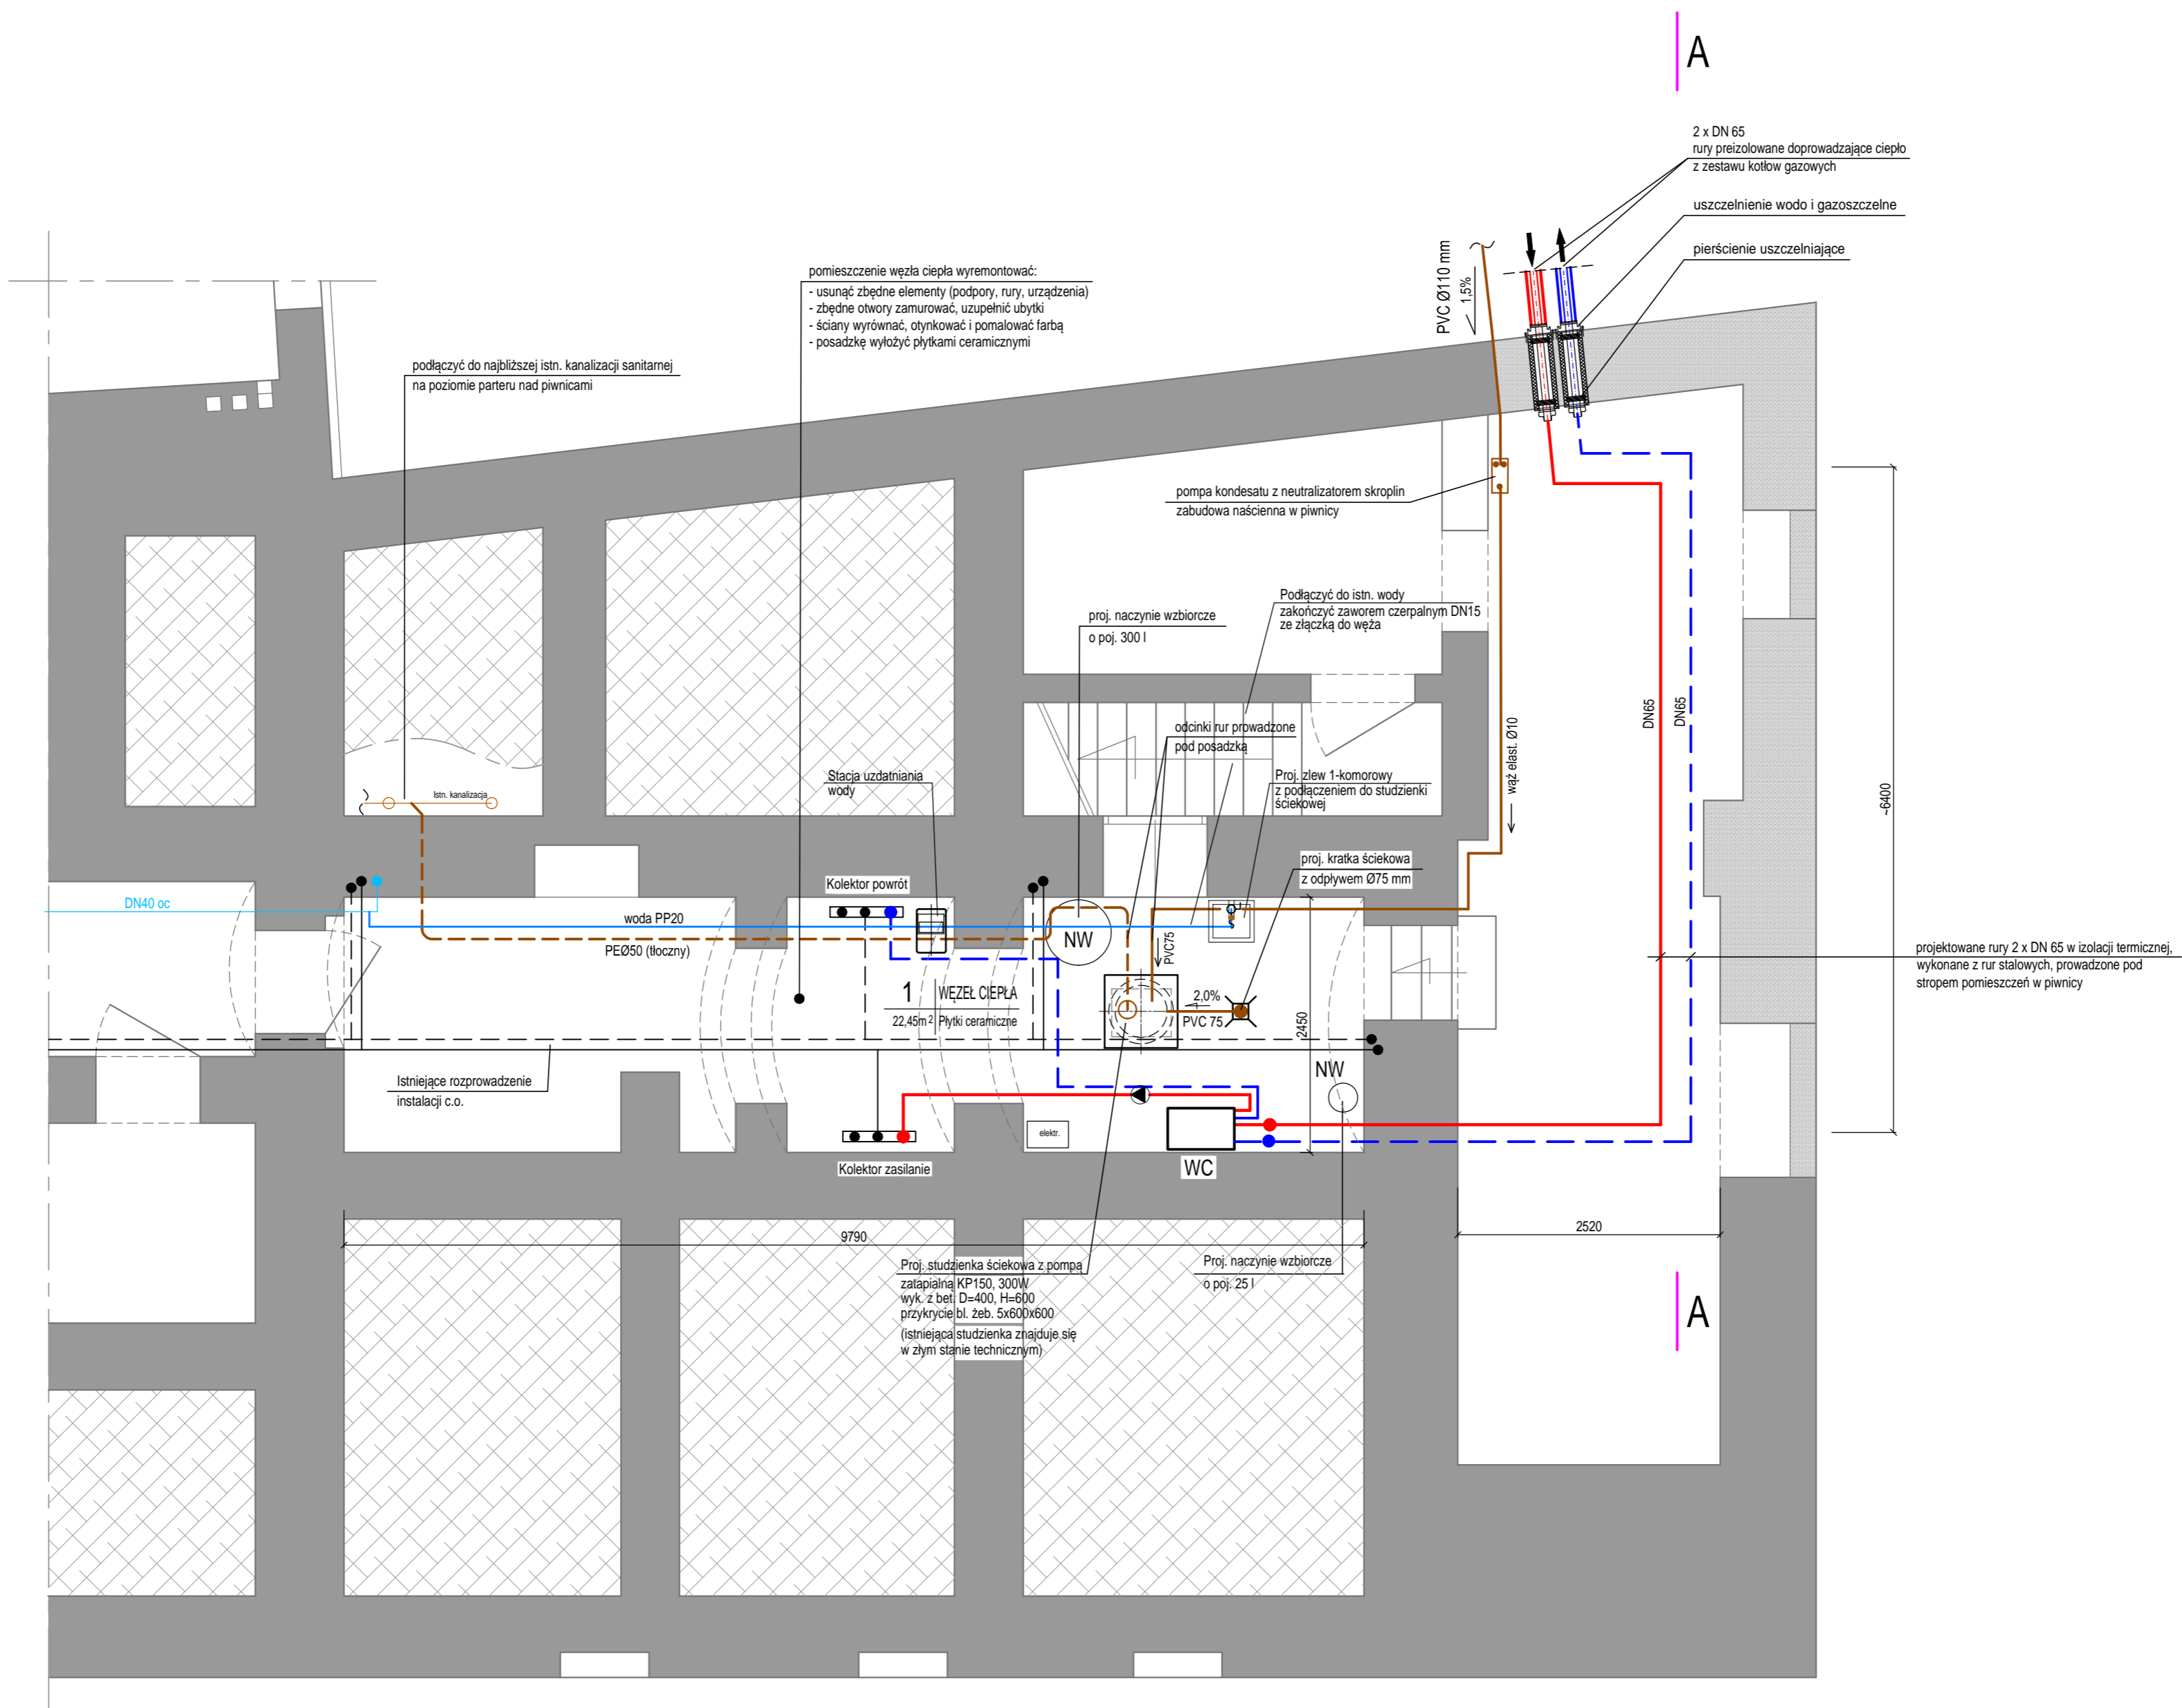 A
2 x DN 65
rury preizolowane doprowadzające ciepło
z zestawu kotłow gazowych
uszczelnienie wodo i gazoszczelne
pierścienie uszczelniające
PVC Ø110 mm
1,5%
pomieszczenie węzła ciepła wyremontować:
- usunąć zbędne elementy (podpory, rury, urządzenia)
- zbędne otwory zamurować, uzupełnić ubytki
- ściany wyrównać, otynkować i pomalować farbą
- posadzkę wyłożyć płytkami ceramicznymi
podłączyć do najbliższej istn. kanalizacji sanitarnej
na poziomie parteru nad piwnicami
pompa kondesatu z neutralizatorem skroplin
zabudowa naścienna w piwnicy
Podłączyć do istn. wody
zakończyć zaworem czerpalnym DN15
ze złączką do węża
proj. naczynie wzbiorcze
o poj. 300 l
odcinki rur prowadzone
pod posadzką
DN65
DN65
wąż elast. Ø10
~6400
Stacja uzdatniania
wody
Proj. zlew 1-komorowy
z podłączeniem do studzienki
ściekowej
Istn. kanalizacja
proj. kratka ściekowa
z odpływem Ø75 mm
Kolektor powrót
DN40 oc
woda PP20
NW
PEØ50 (tłoczny)
PVC75
projektowane rury 2 x DN 65 w izolacji termicznej,
wykonane z rur stalowych, prowadzone pod
stropem pomieszczeń w piwnicy
1 WĘZEŁ CIEPŁA
22,45m2 Płytki ceramiczne
2,0%
PVC 75
2450
NW
Istniejące rozprowadzenie
instalacji c.o.
elektr.
Kolektor zasilanie
WC
9790
2520
Proj. studzienka ściekowa z pompą
zatapialną KP150, 300W
wyk. z bet. D=400, H=600
przykrycie bl. żeb. 5x600x600
(istniejąca studzienka znajduje się
w złym stanie technicznym)
Proj. naczynie wzbiorcze
o poj. 25 l
A